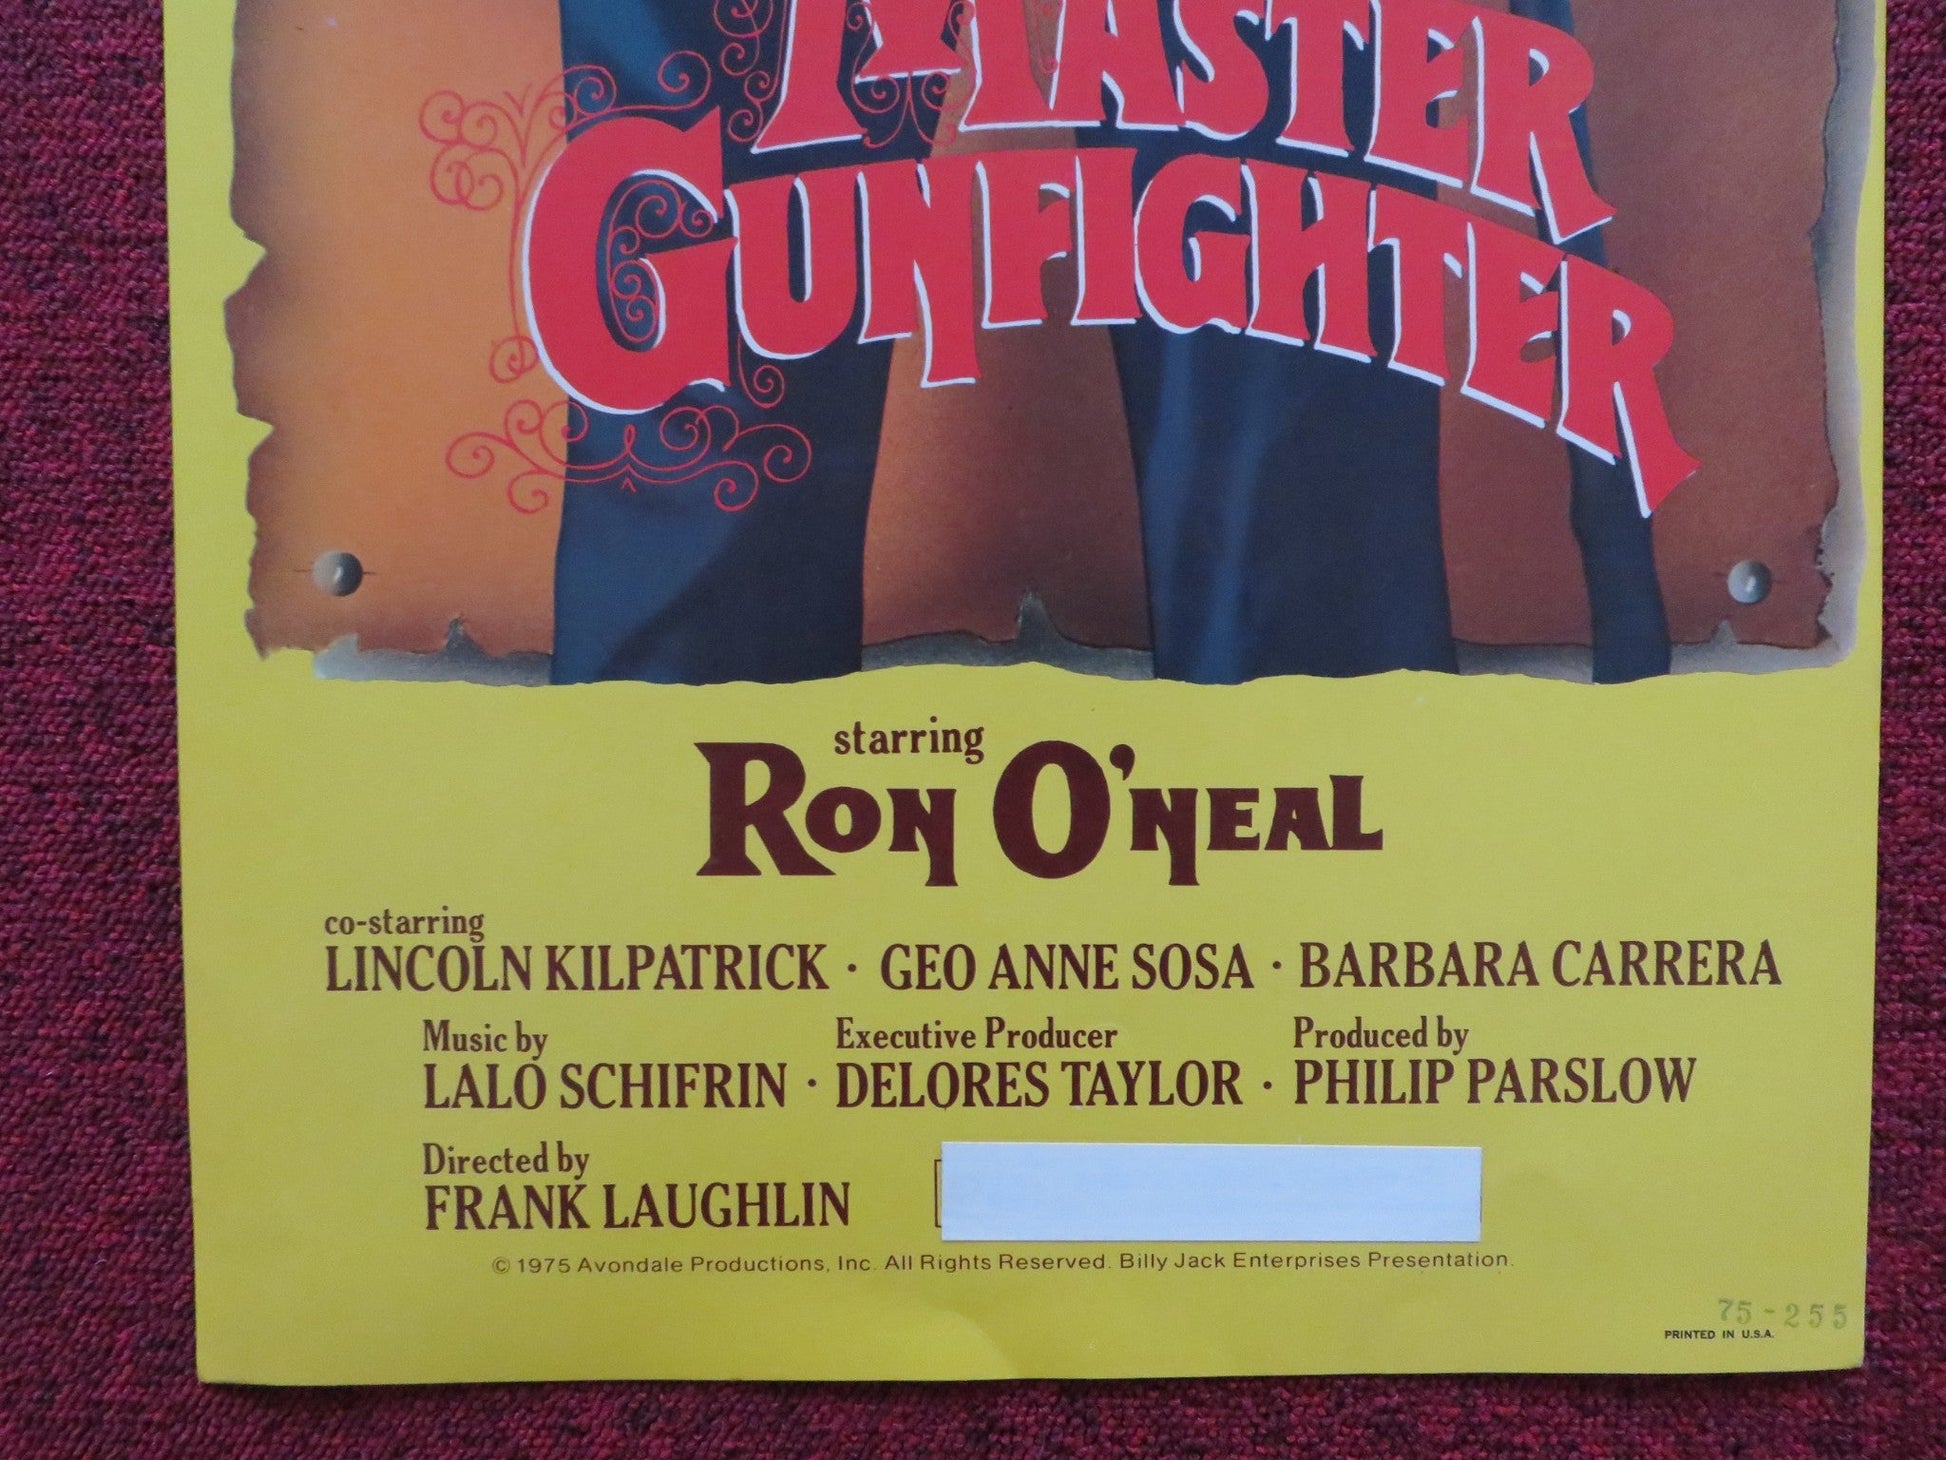 MASTER
GUNFIGHTER
starring
RON O'NEAL
co-starring
LINCOLN KILPATRICK · GEO ANNE SOSA · BARBARA CARRERA
Music by Executive Producer Produced by
LALO SCHIFRIN · DELORES TAYLOR · PHILIP PARSLOW
Directed by
FRANK LAUGHLIN
© 1975 Avondale Productions, Inc. All Rights Reserved. Billy Jack Enterprises Presentation.
75-255
PRINTED IN U.S.A.